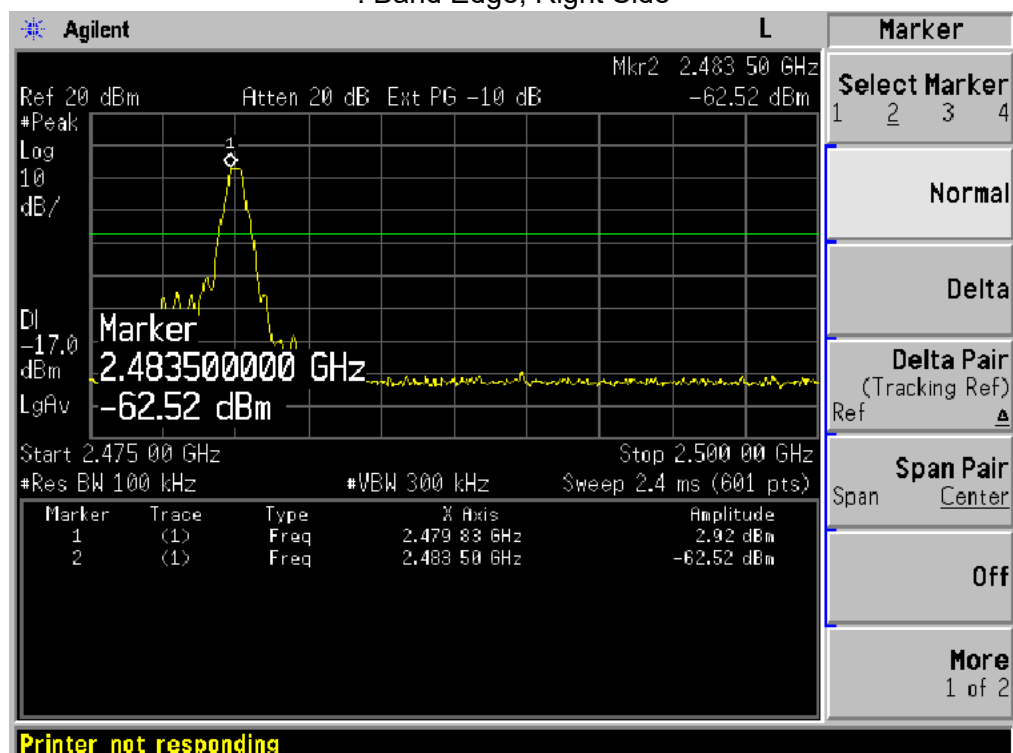 : Band Edge, Right Side
Agilent L Marker
Mkr2 2.483 50 GHz
Ref 20 dBm Atten 20 dB Ext PG -10 dB -62.52 dBm
#Peak
Log
10
dB/
1
DI
-17.0
dBm
LgAv
Marker
2.483500000 GHz
-62.52 dBm
Start 2.475 00 GHz Stop 2.500 00 GHz
#Res BW 100 kHz #VBW 300 kHz Sweep 2.4 ms (601 pts)
Marker Trace Type X Axis Amplitude
1 (1) Freq 2.479 83 GHz 2.92 dBm
2 (1) Freq 2.483 50 GHz -62.52 dBm
Select Marker
1 2 3 4
Normal
Delta
Delta Pair
(Tracking Ref)
Ref Δ
Span Pair
Span Center
Off
More
1 of 2
Printer not responding